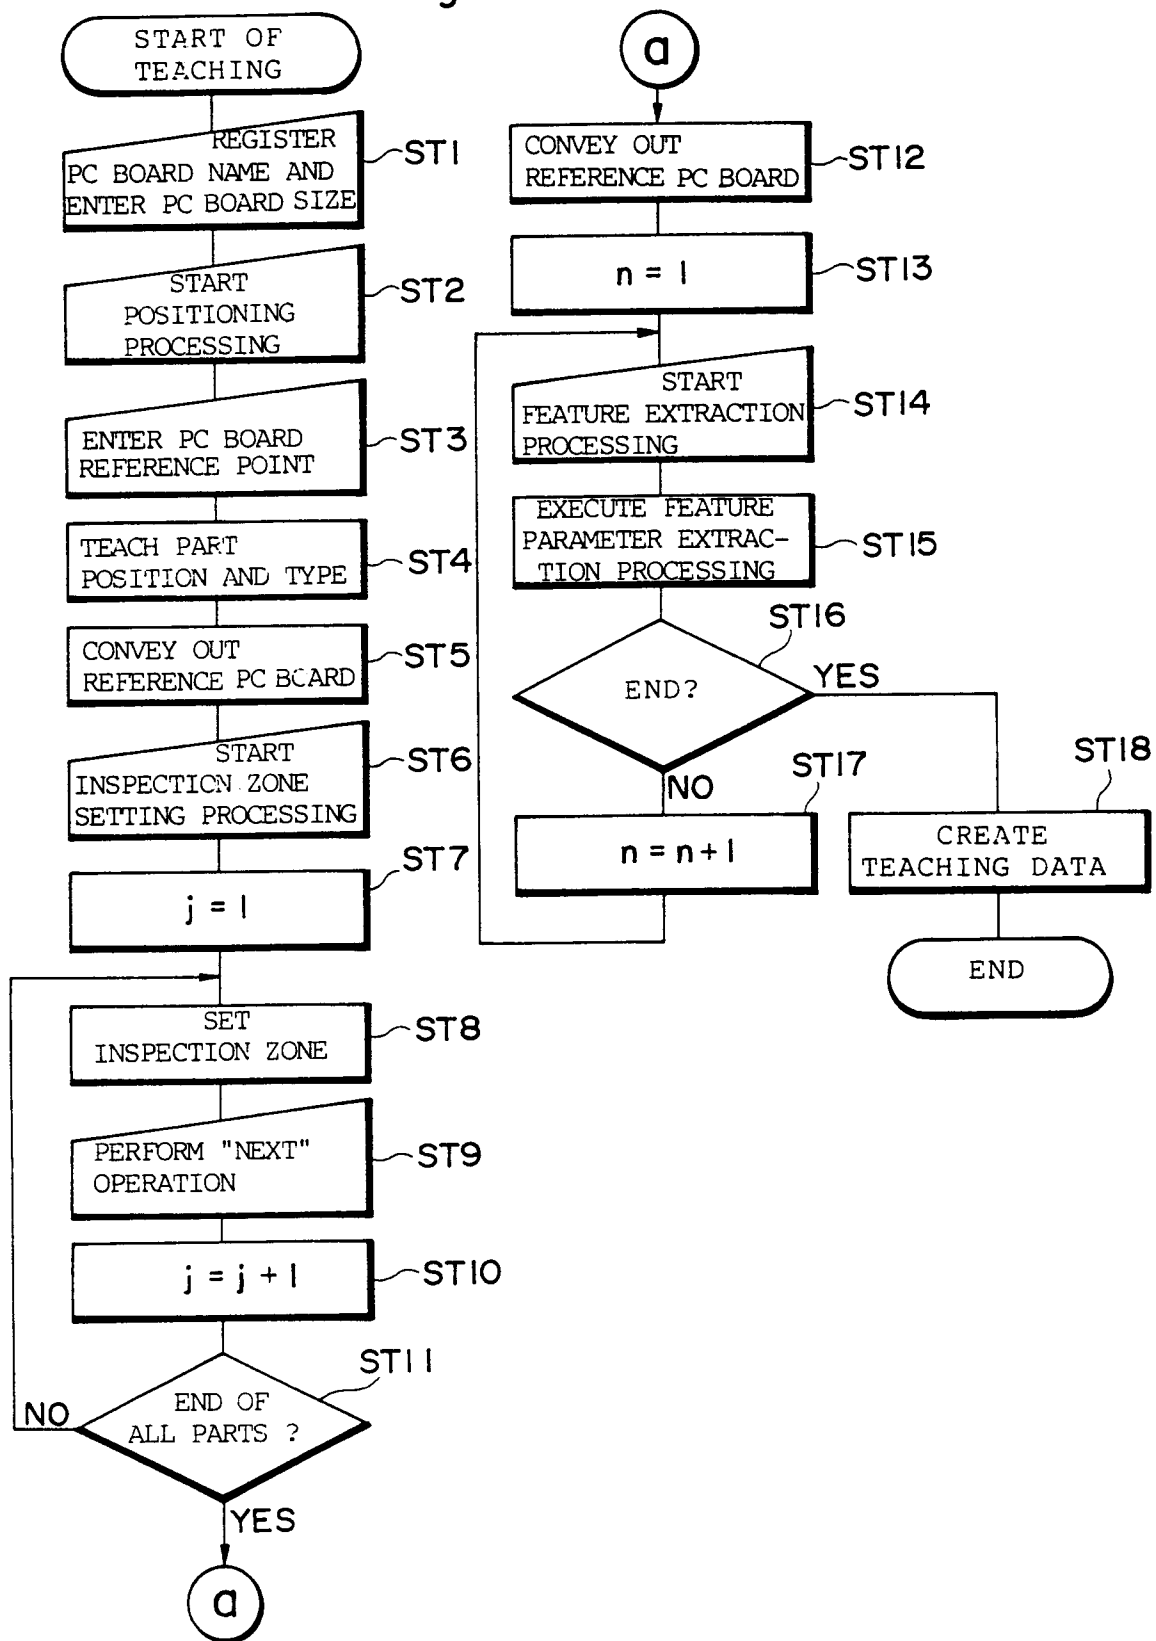 g
START OF
TEACHING
REGISTER
PC BOARD NAME AND
ENTER PC BOARD SIZE
ST1
START
POSITIONING
PROCESSING
ST2
ENTER PC BOARD
REFERENCE POINT
ST3
TEACH PART
POSITION AND TYPE
ST4
CONVEY OUT
REFERENCE PC BOARD
ST5
START
INSPECTION ZONE
SETTING PROCESSING
ST6
ST7
j = 1
SET
INSPECTION ZONE
ST8
PERFORM "NEXT"
OPERATION
ST9
j = j + 1
ST10
ST11
END OF
ALL PARTS ?
NO
YES
a
a
CONVEY OUT
REFERENCE PC BOARD
ST12
n = 1
ST13
START
FEATURE EXTRACTION
PROCESSING
ST14
EXECUTE FEATURE
PARAMETER EXTRAC-
TION PROCESSING
ST15
ST16
END?
YES
NO
ST17
n = n + 1
ST18
CREATE
TEACHING DATA
END